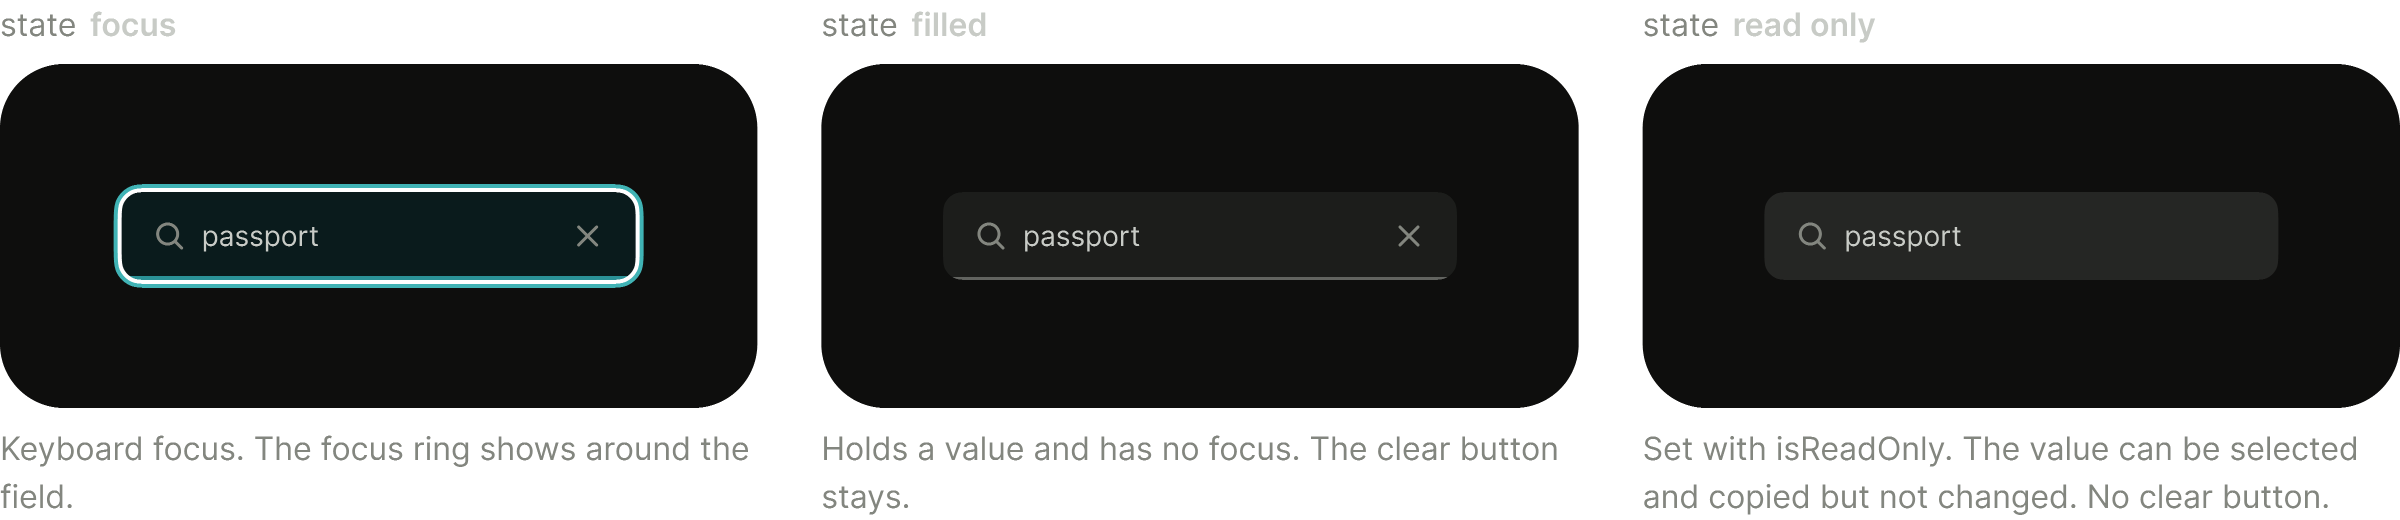 state focus
passport
Keyboard focus. The focus ring shows around the
field.
state filled
passport
Holds a value and has no focus. The clear button
stays.
state read only
passport
Set with isReadOnly. The value can be selected
and copied but not changed. No clear button.